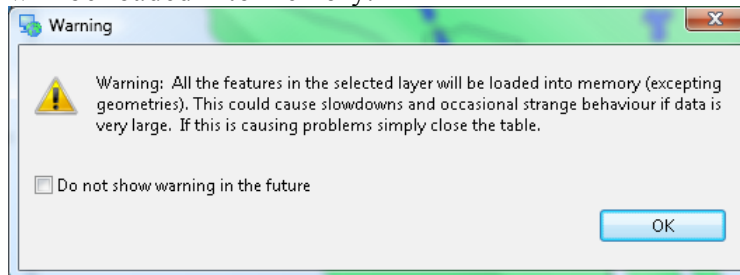 Warning
Warning:  All the features in the selected layer will be loaded into memory (excepting
geometries). This could cause slowdowns and occasional strange behaviour if data is
very large.  If this is causing problems simply close the table.
Do not show warning in the future
OK